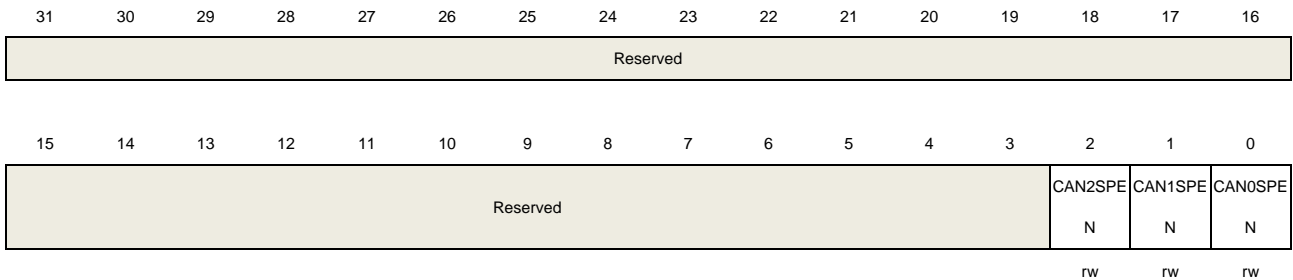 31 30 29 28 27 26 25 24 23 22 21 20 19 18 17 16
Reserved
15 14 13 12 11 10 9 8 7 6 5 4 3 2 1 0
Reserved
CAN2SPE CAN1SPE CAN0SPE
N N N
rw rw rw